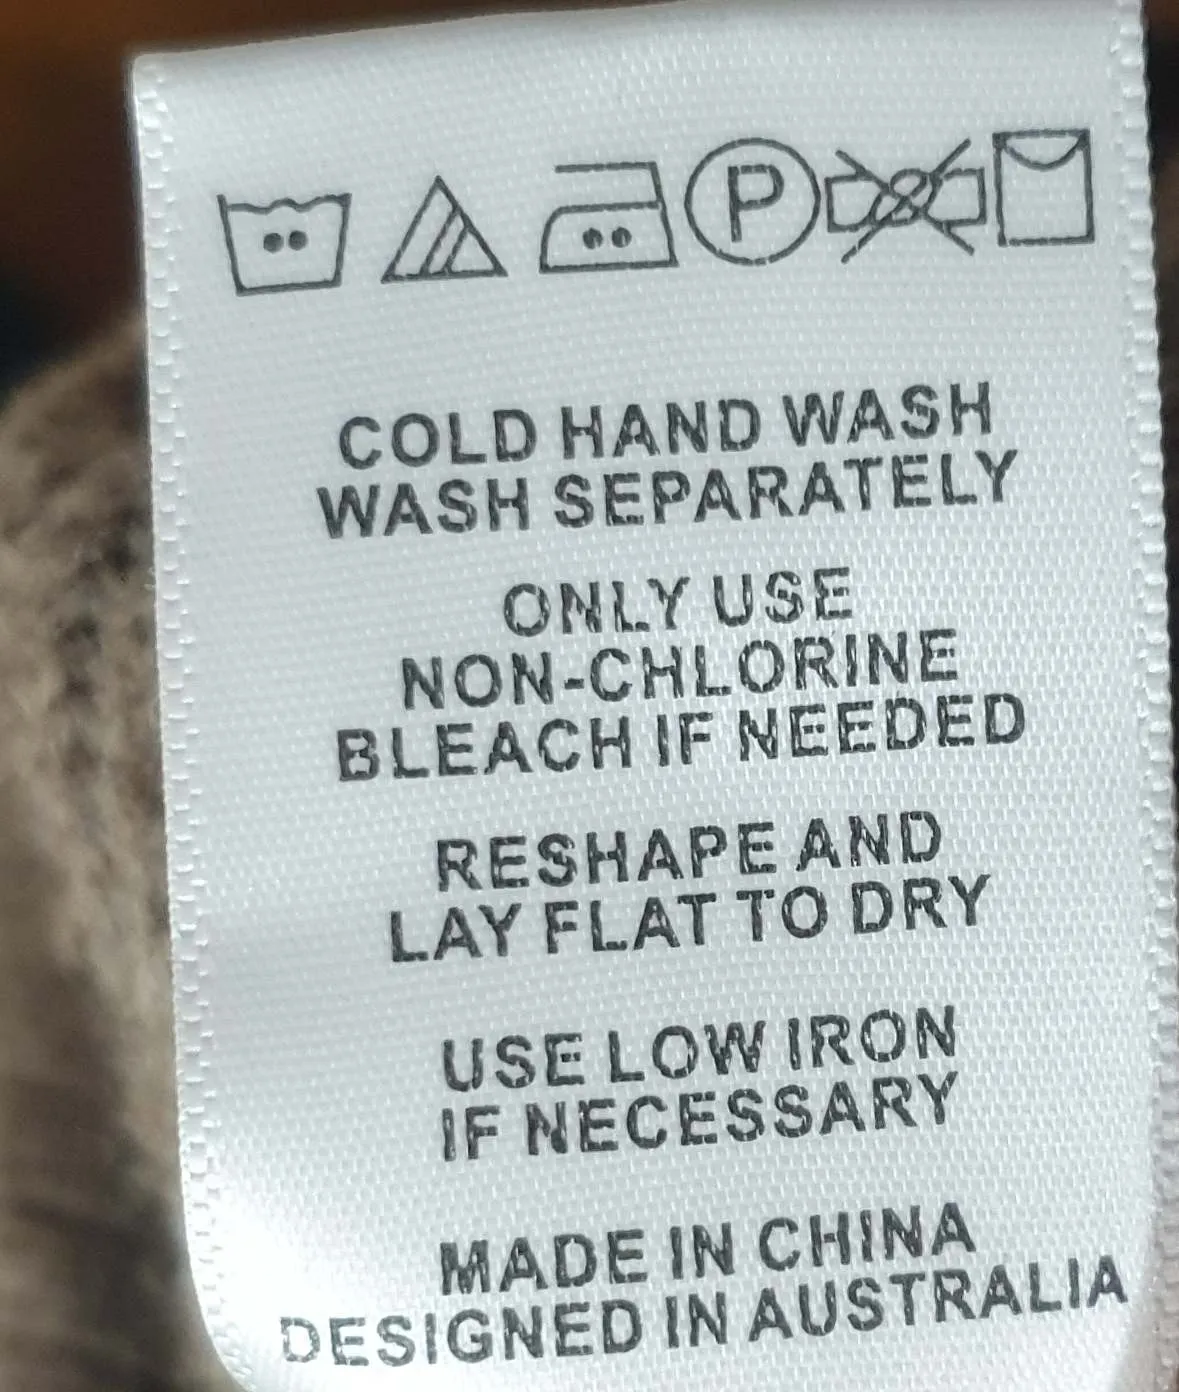 P
COLD HAND WASH
WASH SEPARATELY
ONLY USE
NON-CHLORINE
BLEACH IF NEEDED
RESHAPE AND
LAY FLAT TO DRY
USE LOW IRON
IF NECESSARY
MADE IN CHINA
DESIGNED IN AUSTRALIA